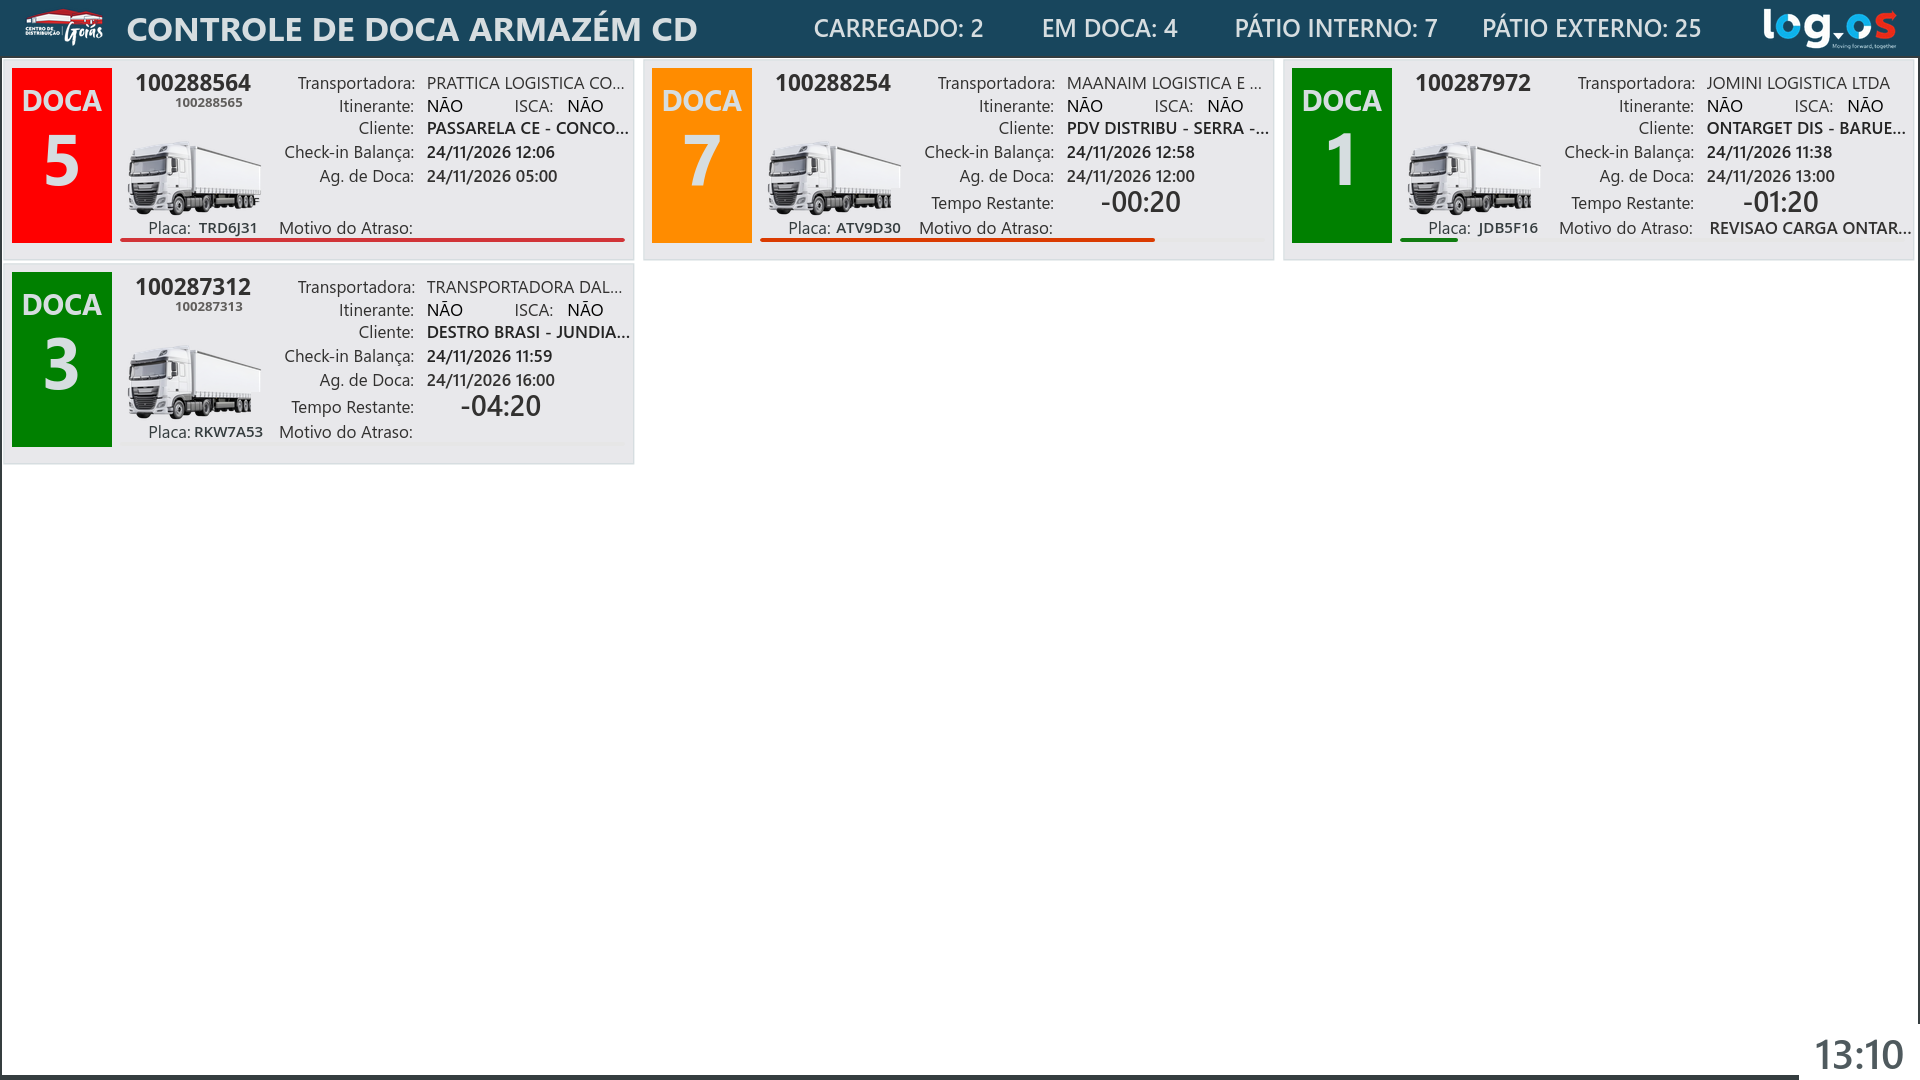 CENTRO DE DISTRIBUIÇÃO Goiás
CONTROLE DE DOCA ARMAZÉM CD
CARREGADO: 2
EM DOCA: 4
PÁTIO INTERNO: 7
PÁTIO EXTERNO: 25
log.os
Moving forward, together
DOCA
5
100288564
100288565
Transportadora: PRATTICA LOGISTICA CO...
Itinerante: NÃO ISCA: NÃO
Cliente: PASSARELA CE - CONCO...
Check-in Balança: 24/11/2026 12:06
Ag. de Doca: 24/11/2026 05:00
Placa: TRD6J31 Motivo do Atraso:
DOCA
7
100288254
Transportadora: MAANAIM LOGISTICA E ...
Itinerante: NÃO ISCA: NÃO
Cliente: PDV DISTRIBU - SERRA -...
Check-in Balança: 24/11/2026 12:58
Ag. de Doca: 24/11/2026 12:00
Tempo Restante: -00:20
Placa: ATV9D30 Motivo do Atraso:
DOCA
1
100287972
Transportadora: JOMINI LOGISTICA LTDA
Itinerante: NÃO ISCA: NÃO
Cliente: ONTARGET DIS - BARUE...
Check-in Balança: 24/11/2026 11:38
Ag. de Doca: 24/11/2026 13:00
Tempo Restante: -01:20
Placa: JDB5F16 Motivo do Atraso: REVISAO CARGA ONTAR...
DOCA
3
100287312
100287313
Transportadora: TRANSPORTADORA DAL...
Itinerante: NÃO ISCA: NÃO
Cliente: DESTRO BRASI - JUNDIA...
Check-in Balança: 24/11/2026 11:59
Ag. de Doca: 24/11/2026 16:00
Tempo Restante: -04:20
Placa: RKW7A53 Motivo do Atraso:
13:10